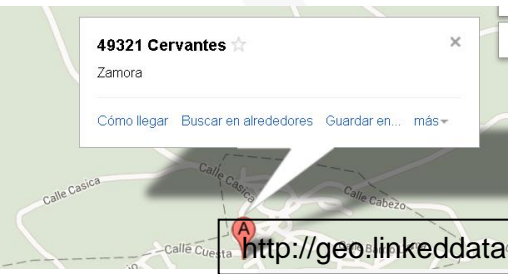 49321 Cervantes
Zamora
Cómo llegar Buscar en alrededores Guardar en... más
Calle Casica
Calle Casica
Calle Cabezo
Calle Cuesta
http://geo.linkeddata